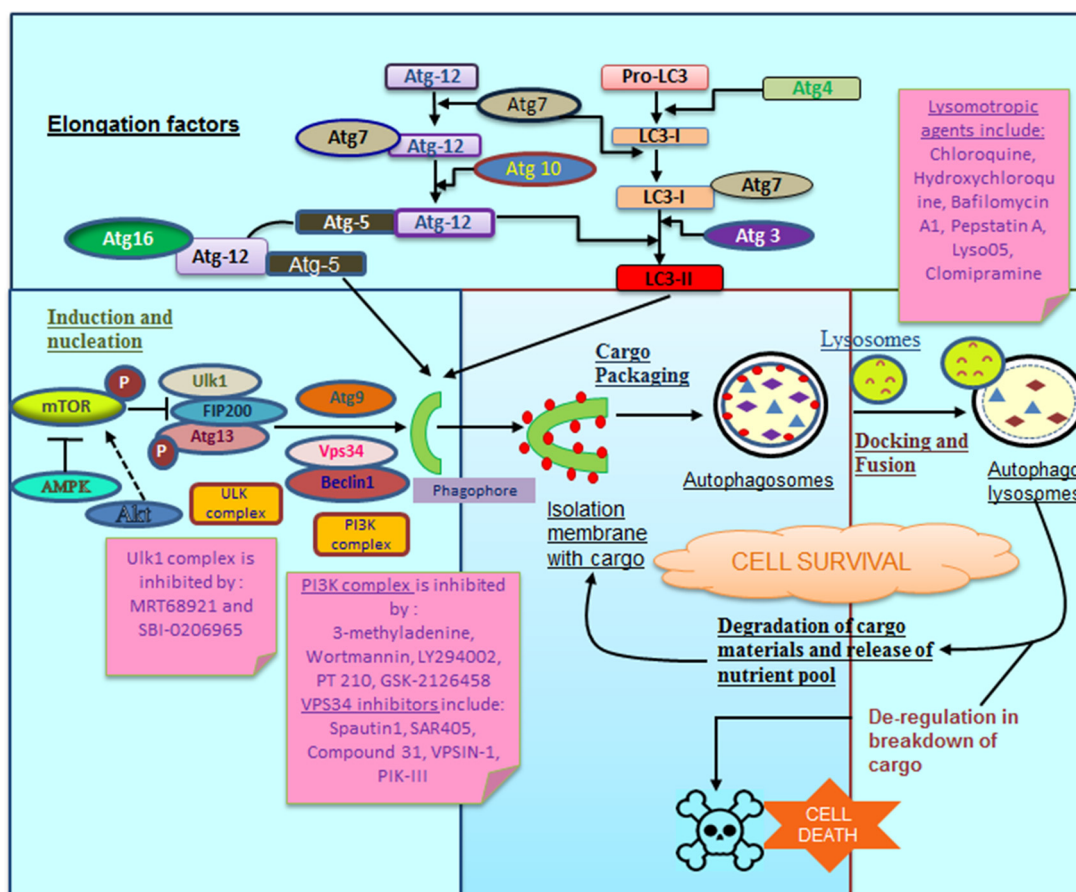 Elongation factors
Atg-12
Pro-LC3
Atg4
Atg7
LC3-I
Atg7
Atg-12
Atg 10
LC3-I
Atg7
Atg-5
Atg-12
Atg 3
Atg16
Atg-12
Atg-5
LC3-II
Lysomotropic
agents include:
Chloroquine,
Hydroxychloroqu
ine, Bafilomycin
A1, Pepstatin A,
Lyso05,
Clomipramine
Induction and
nucleation
P
mTOR
Ulk1
FIP200
Atg13
P
AMPK
Akt
ULK
complex
Atg9
Vps34
Beclin1
PI3K
complex
Phagophore
Ulk1 complex is
inhibited by :
MRT68921 and
SBI-0206965
PI3K complex is inhibited
by :
3-methyladenine,
Wortmannin, LY294002,
PT 210, GSK-2126458
VPS34 inhibitors include:
Spautin1, SAR405,
Compound 31, VPSIN-1,
PIK-III
Cargo
Packaging
Isolation
membrane
with cargo
Autophagosomes
Lysosomes
Docking and
Fusion
Autophago
lysospmes
CELL SURVIVAL
Degradation of cargo
materials and release of
nutrient pool
De-regulation in
breakdown of
cargo
CELL
DEATH